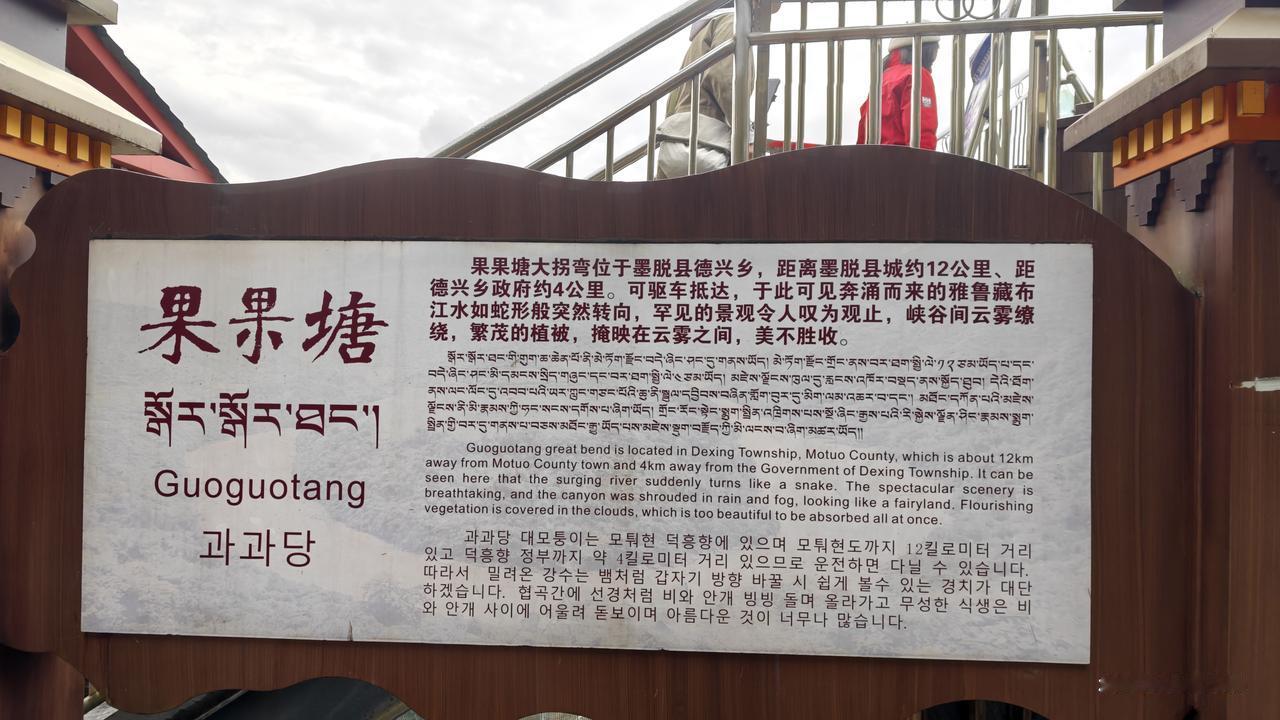 果果塘
སྒོར་སྒོར་ཐང་།
Guoguotang
과과당
果果塘大拐弯位于墨脱县德兴乡，距离墨脱县城约12公里、距
德兴乡政府约4公里。可驱车抵达，于此可见奔涌而来的雅鲁藏布
江水如蛇形般突然转向，罕见的景观令人叹为观止，峡谷间云雾缭
绕，繁茂的植被，掩映在云雾之间，美不胜收。
Guoguotang great bend is located in Dexing Township, Motuo County, which is about 12km
away from Motuo County town and 4km away from the Government of Dexing Township. It can be
seen here that the surging river suddenly turns like a snake. The spectacular scenery is
breathtaking, and the canyon was shrouded in rain and fog, looking like a fairyland. Flourishing
vegetation is covered in the clouds, which is too beautiful to be absorbed all at once.
과과당 대모퉁이는 모퉈현 덕흥향에 있으며 모퉈현도까지 12킬로미터 거리
있고 덕흥향 정부까지 약 4킬로미터 거리 있으므로 운전하면 다닐 수 있습니다.
따라서 밀려온 강수는 뱀처럼 갑자기 방향 바꿀 시 쉽게 볼수 있는 경치가 대단
하겠습니다. 협곡간에 선경처럼 비와 안개 빙빙 돌며 올라가고 무성한 식생은 비
와 안개 사이에 어울려 돋보이며 아름다운 것이 너무나 많습니다.